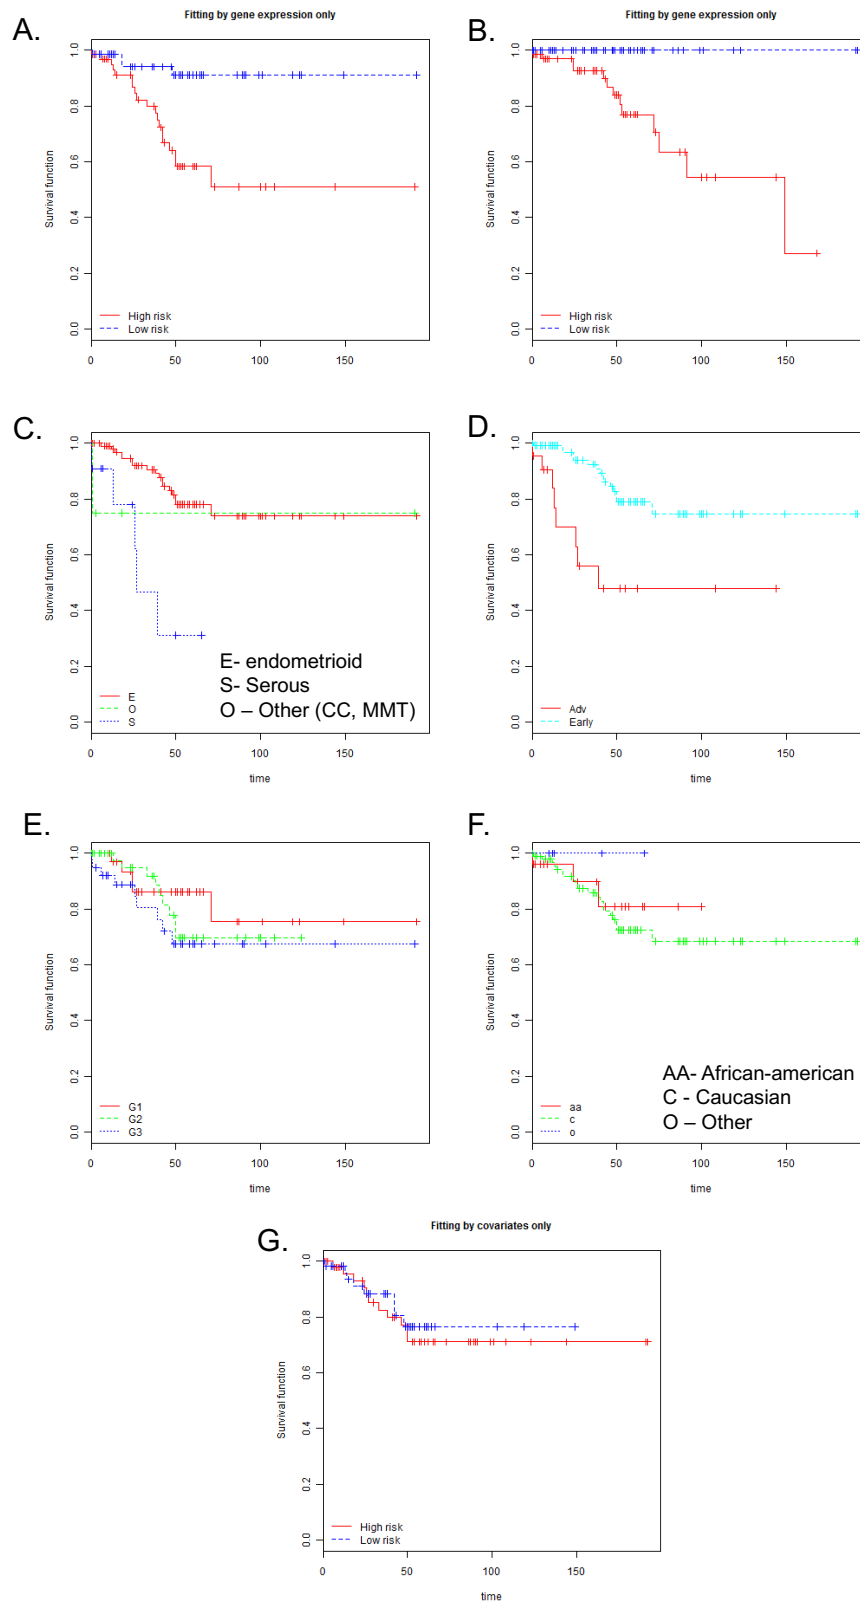 A.
Fitting by gene expression only
Survival function
0.0 0.2 0.4 0.6 0.8 1.0
High risk
Low risk
0 50 100 150
B.
Fitting by gene expression only
Survival function
0.0 0.2 0.4 0.6 0.8 1.0
High risk
Low risk
0 50 100 150
C.
Survival function
0.0 0.2 0.4 0.6 0.8 1.0
E- endometrioid
S- Serous
O – Other (CC, MMT)
E
O
S
0 50 100 150
time
D.
Survival function
0.0 0.2 0.4 0.6 0.8 1.0
Adv
Early
0 50 100 150
time
E.
Survival function
0.0 0.2 0.4 0.6 0.8 1.0
G1
G2
G3
0 50 100 150
time
F.
Survival function
0.0 0.2 0.4 0.6 0.8 1.0
AA- African-american
C - Caucasian
O – Other
aa
c
o
0 50 100 150
time
G.
Fitting by covariates only
Survival function
0.0 0.2 0.4 0.6 0.8 1.0
High risk
Low risk
0 50 100 150
time